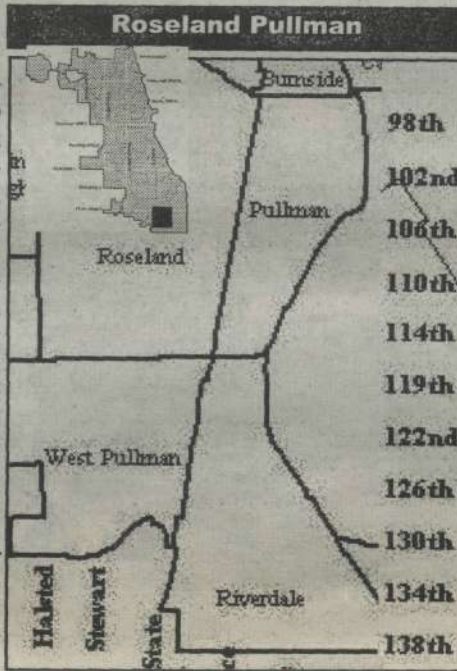 Roseland Pullman
Burnside
98th
102nd
Pullman
106th
Roseland
110th
114th
119th
122nd
West Pullman
126th
130th
Riverdale
134th
138th
Halsted
Stewart
State